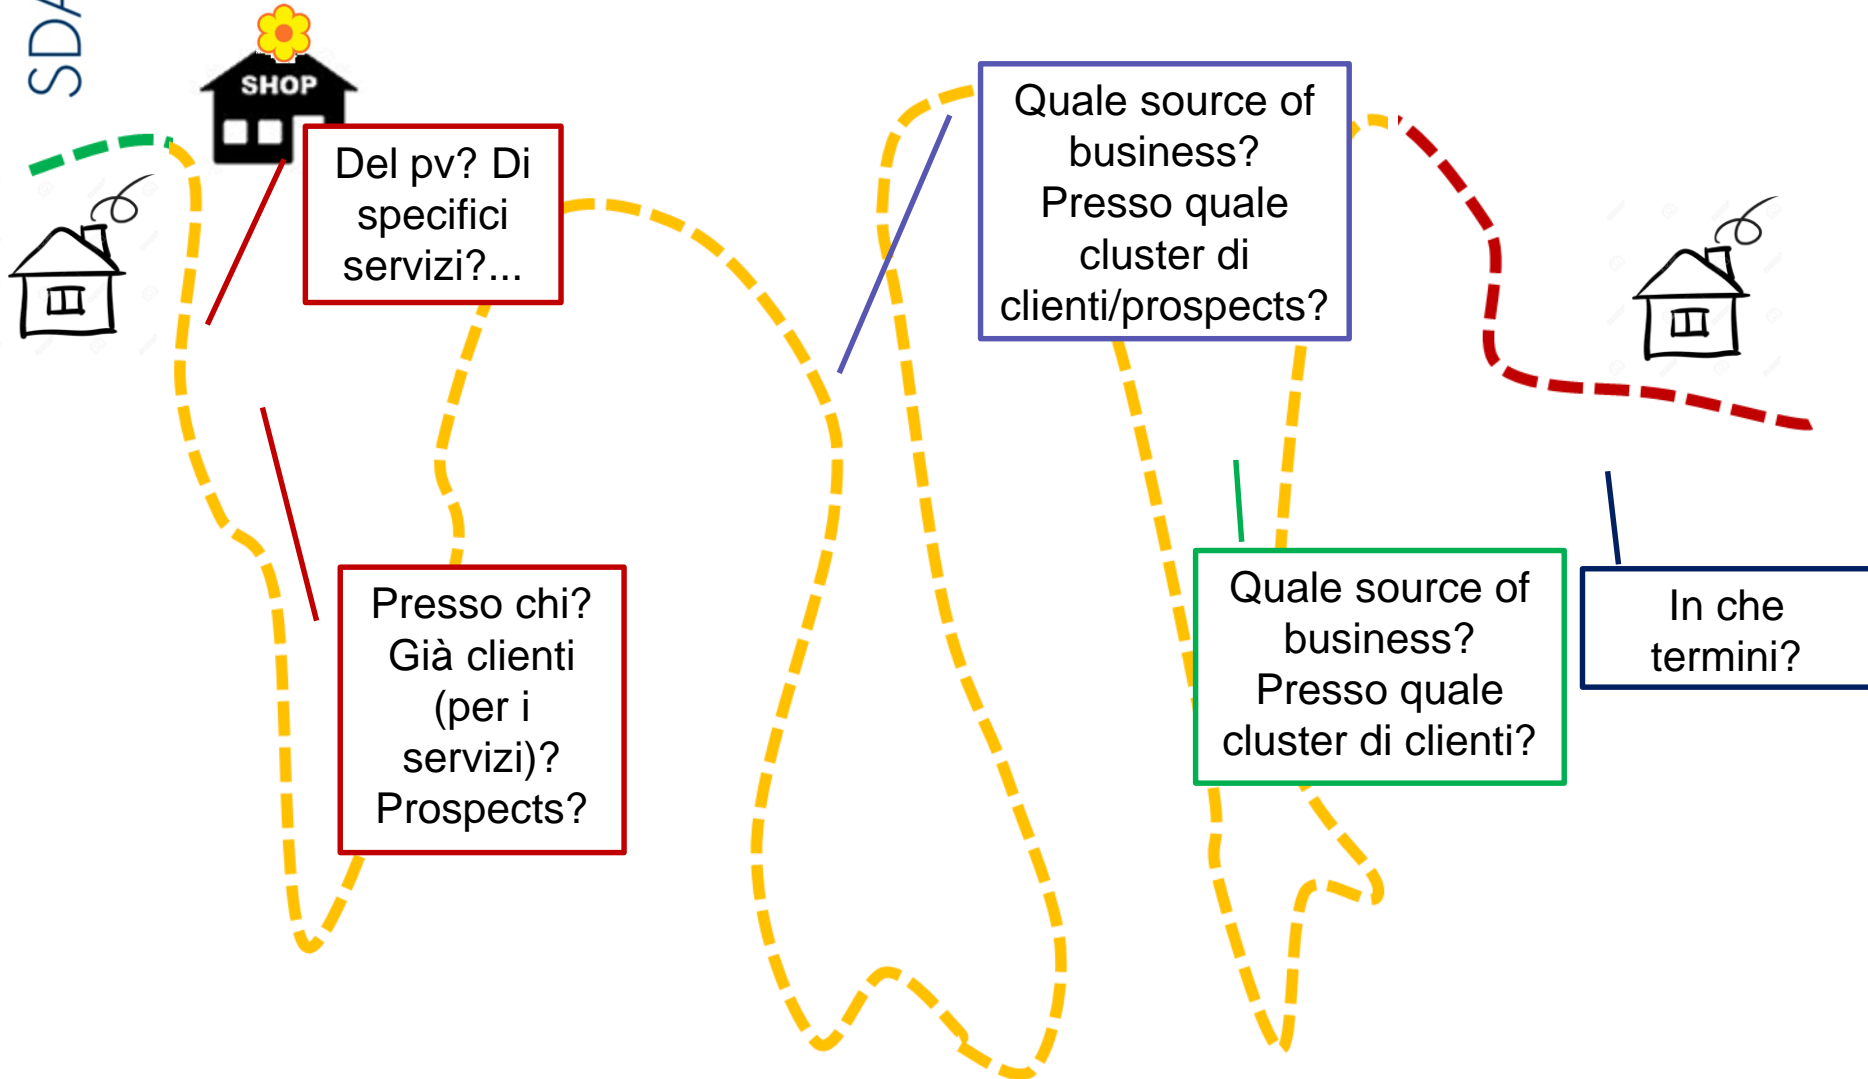 SDA
SHOP
Del pv? Di
specifici
servizi?...
Quale source of
business?
Presso quale
cluster di
clienti/prospects?
Presso chi?
Già clienti
(per i
servizi)?
Prospects?
Quale source of
business?
Presso quale
cluster di clienti?
In che
termini?